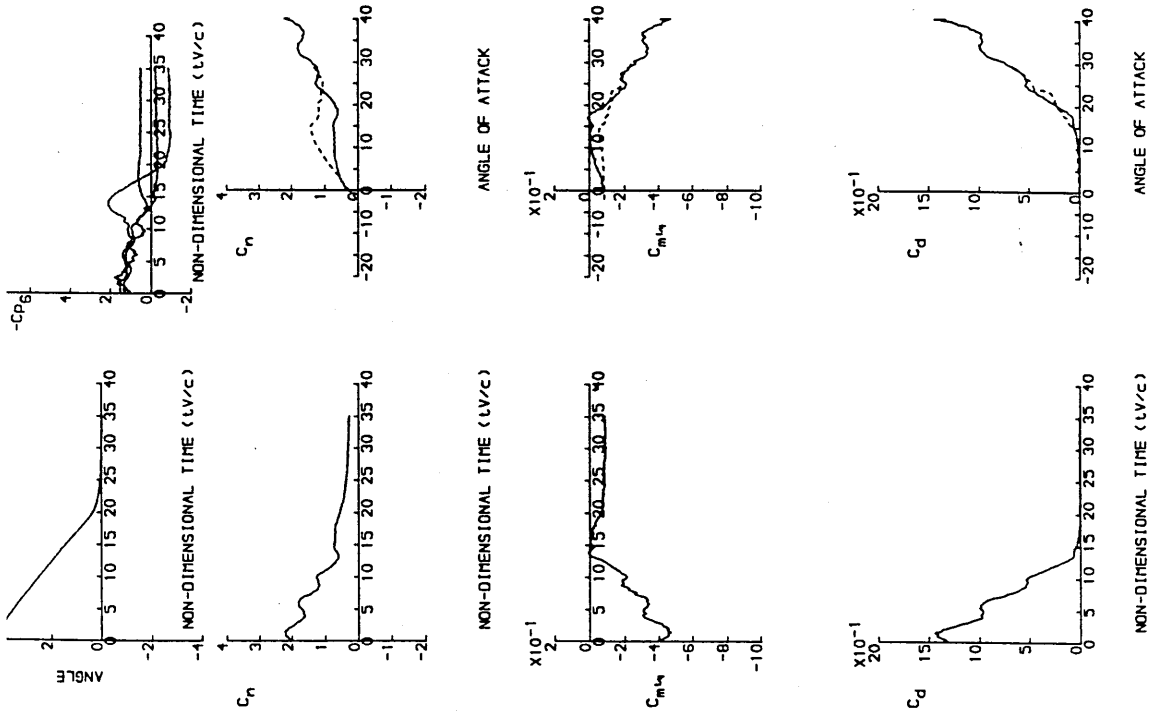 ANGLE
0
-2
-4
0 5 10 15 20 25 30 35 40
NON-DIMENSIONAL TIME (tV/c)
-Cp
6
4
2
0
-2
0 5 10 15 20 25 30 35 40
NON-DIMENSIONAL TIME (tV/c)
Cn
4
3
2
1
0
-1
-2
0 5 10 15 20 25 30 35 40
NON-DIMENSIONAL TIME (tV/c)
Cn
4
3
2
1
0
-1
-2
-20 -10 0 10 20 30 40
ANGLE OF ATTACK
X10-1
2
0
-2
-4
-6
-8
-10
Cm¼
0 5 10 15 20 25 30 35 40
NON-DIMENSIONAL TIME (tV/c)
X10-1
2
0
-2
-4
-6
-8
-10
Cm¼
-20 -10 0 10 20 30 40
ANGLE OF ATTACK
X10-1
20
15
10
5
0
Cd
0 5 10 15 20 25 30 35 40
NON-DIMENSIONAL TIME (tV/c)
X10-1
20
15
10
5
0
Cd
-20 -10 0 10 20 30 40
ANGLE OF ATTACK